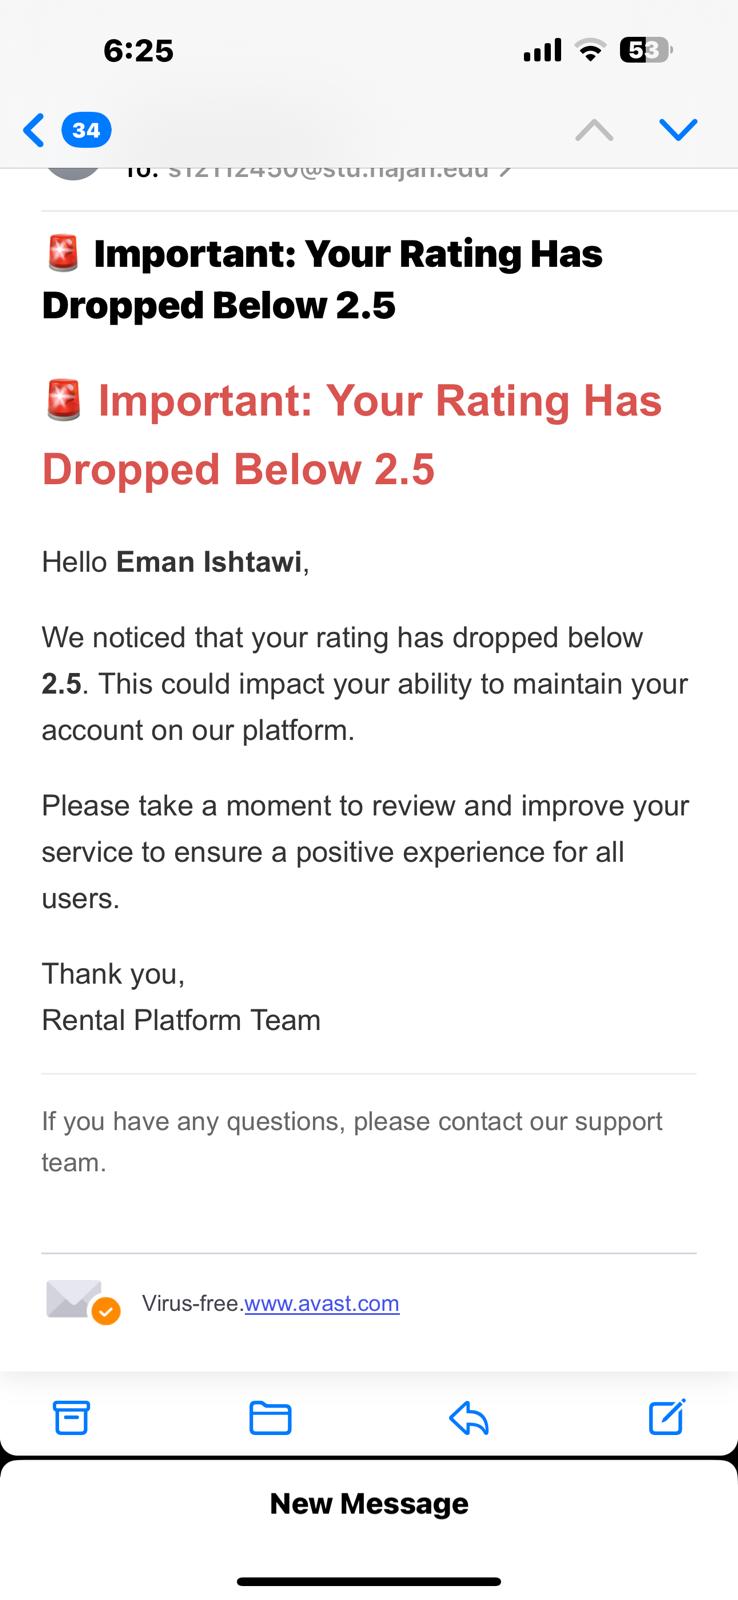 6:25
53
34
To: s12112450@stu.najah.edu
🚨 Important: Your Rating Has
Dropped Below 2.5
🚨 Important: Your Rating Has
Dropped Below 2.5
Hello Eman Ishtawi,
We noticed that your rating has dropped below
2.5. This could impact your ability to maintain your
account on our platform.
Please take a moment to review and improve your
service to ensure a positive experience for all
users.
Thank you,
Rental Platform Team
If you have any questions, please contact our support
team.
Virus-free.www.avast.com
New Message